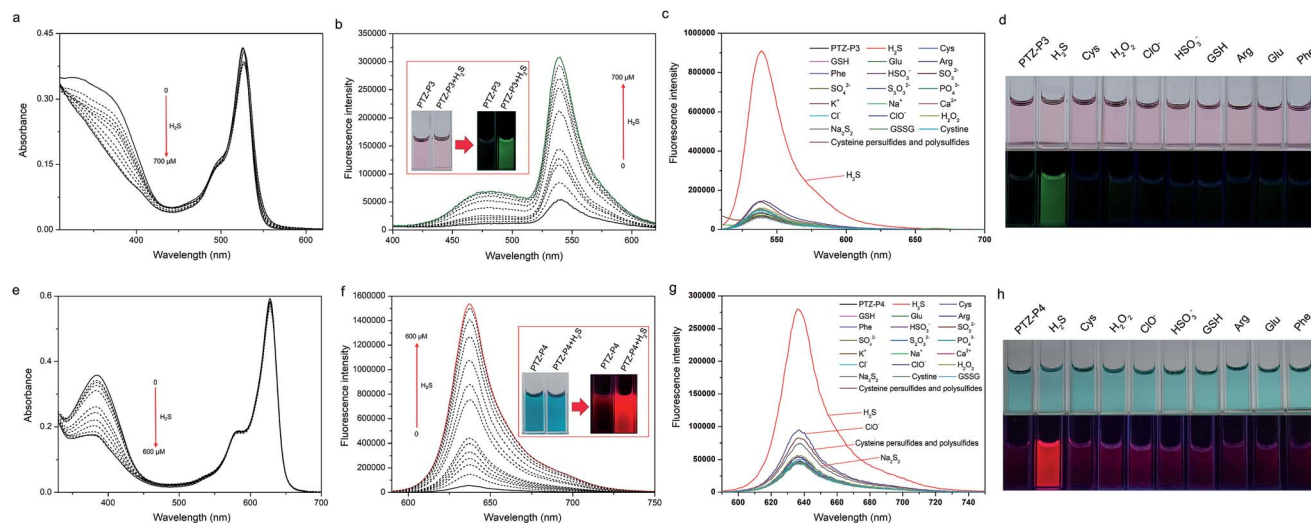 a
0.45
0.30
0.15
0.00
Absorbance
0
H₂S
700 μM
400
500
600
Wavelength (nm)
b
350000
300000
250000
200000
150000
100000
50000
0
Fluorescence intensity
PTZ-P3
PTZ-P3+H₂S
PTZ-P3
PTZ-P3+H₂S
700 μM
H₂S
0
400
450
500
550
600
Wavelength (nm)
c
1000000
800000
600000
400000
200000
0
Fluorescence intensity
PTZ-P3 H₂S Cys
GSH Glu Arg
Phe HSO₃⁻ SO₃²⁻
SO₄²⁻ S₂O₃²⁻ PO₄³⁻
K⁺ Na⁺ Ca²⁺
Cl⁻ ClO⁻ H₂O₂
Na₂S₂ GSSG Cystine
Cysteine persulfides and polysulfides
H₂S
550
600
650
700
Wavelength (nm)
d
PTZ-P3
H₂S
Cys
H₂O₂
ClO⁻
HSO₃⁻
GSH
Arg
Glu
Phe
e
0.6
0.4
0.2
0.0
Absorbance
0
H₂S
600 μM
400
500
600
700
Wavelength (nm)
f
1600000
1400000
1200000
1000000
800000
600000
400000
200000
0
Fluorescence intensity
600 μM
H₂S
0
PTZ-P4
PTZ-P4+H₂S
PTZ-P4
PTZ-P4+H₂S
600
650
700
750
Wavelength (nm)
g
300000
250000
200000
150000
100000
50000
0
Fluorescence intensity
PTZ-P4 H₂S Cys
GSH Glu Arg
Phe HSO₃⁻ SO₃²⁻
K⁺ Na⁺ Ca²⁺
Cl⁻ ClO⁻ H₂O₂
Na₂S₂ Cystine GSSG
Cysteine persulfides and polysulfides
H₂S
ClO⁻
Cysteine persulfides and polysulfides
Na₂S₂
600
620
640
660
680
700
720
740
Wavelength (nm)
h
PTZ-P4
H₂S
Cys
H₂O₂
ClO⁻
HSO₃⁻
GSH
Arg
Glu
Phe